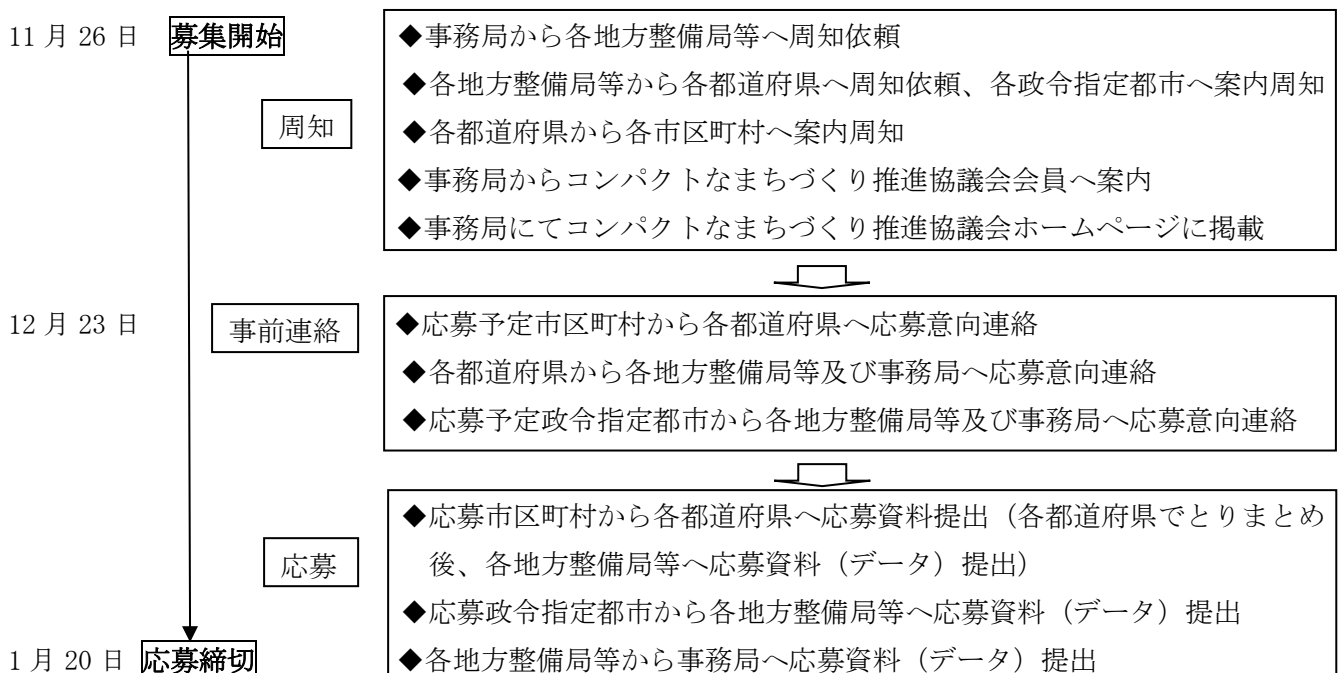 11月26日 募集開始
周知
◆事務局から各地方整備局等へ周知依頼
◆各地方整備局等から各都道府県へ周知依頼、各政令指定都市へ案内周知
◆各都道府県から各市区町村へ案内周知
◆事務局からコンパクトなまちづくり推進協議会会員へ案内
◆事務局にてコンパクトなまちづくり推進協議会ホームページに掲載
12月23日 事前連絡
◆応募予定市区町村から各都道府県へ応募意向連絡
◆各都道府県から各地方整備局等及び事務局へ応募意向連絡
◆応募予定政令指定都市から各地方整備局等及び事務局へ応募意向連絡
応募
◆応募市区町村から各都道府県へ応募資料提出（各都道府県でとりまとめ
後、各地方整備局等へ応募資料（データ）提出）
◆応募政令指定都市から各地方整備局等へ応募資料（データ）提出
1月20日 応募締切
◆各地方整備局等から事務局へ応募資料（データ）提出